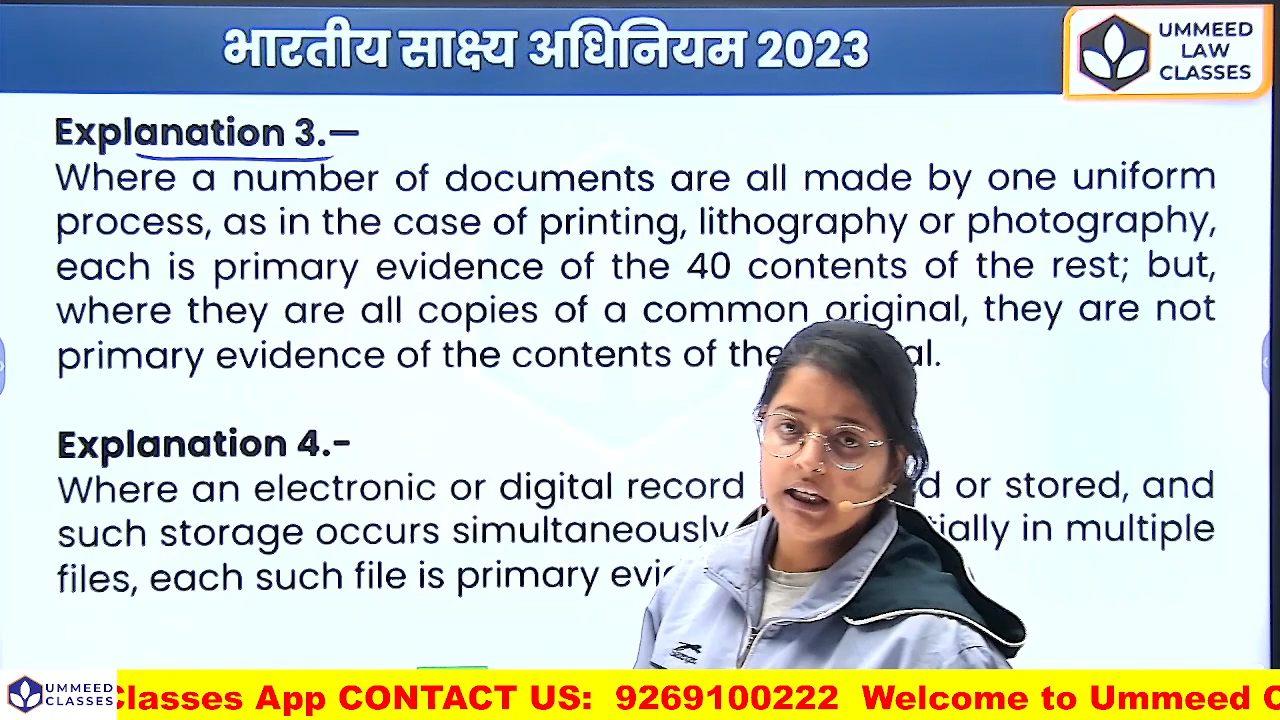 भारतीय साक्ष्य अधिनियम 2023
UMMEED
LAW
CLASSES
Explanation 3.—
Where a number of documents are all made by one uniform
process, as in the case of printing, lithography or photography,
each is primary evidence of the 40 contents of the rest; but,
where they are all copies of a common original, they are not
primary evidence of the contents of the al.
Explanation 4.-
Where an electronic or digital record d or stored, and
such storage occurs simultaneously ially in multiple
files, each such file is primary evi
UMMEED
CLASSES
Classes App CONTACT US: 9269100222 Welcome to Ummeed C